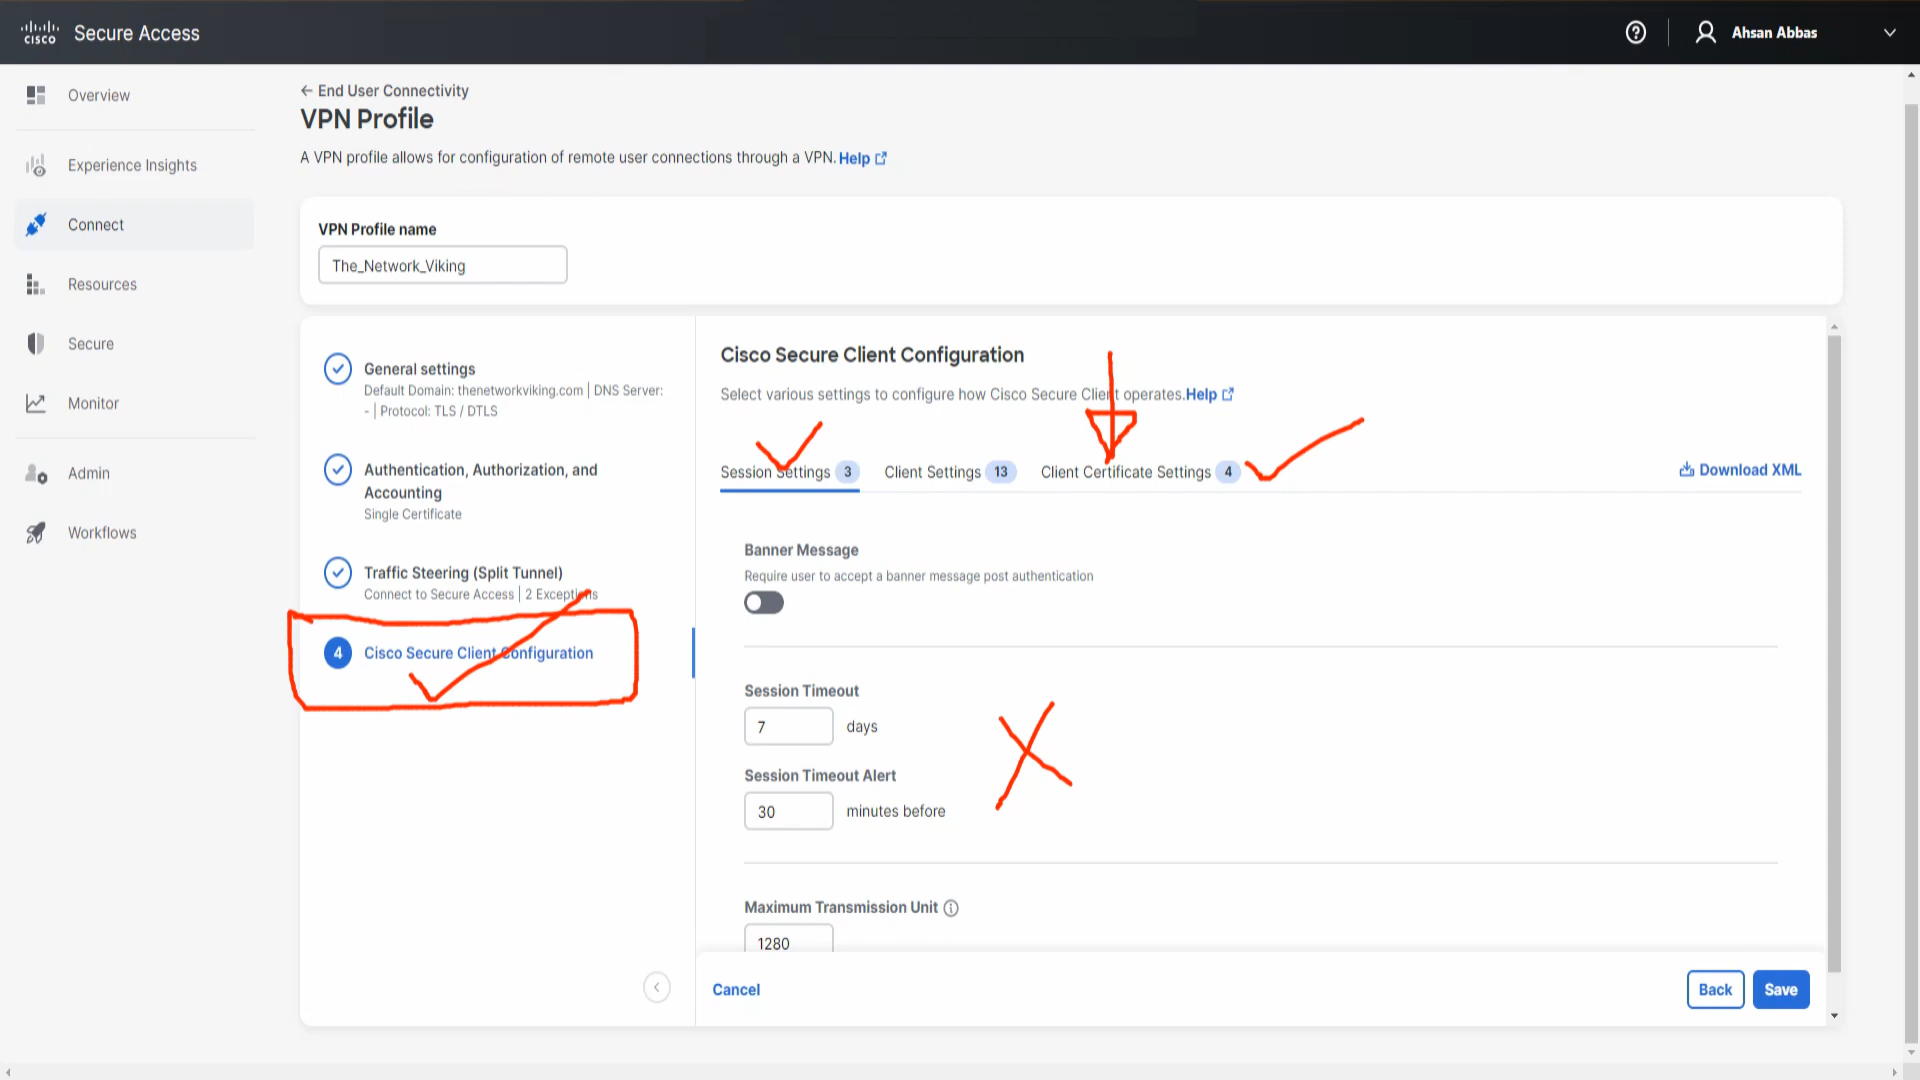 CISCO Secure Access
Ahsan Abbas
Overview
Experience Insights
Connect
Resources
Secure
Monitor
Admin
Workflows
End User Connectivity
VPN Profile
A VPN profile allows for configuration of remote user connections through a VPN. Help
VPN Profile name
The_Network_Viking
General settings
Default Domain: thenetworkviking.com | DNS Server:
- | Protocol: TLS / DTLS
Authentication, Authorization, and
Accounting
Single Certificate
Traffic Steering (Split Tunnel)
Connect to Secure Access | 2 Exceptions
4 Cisco Secure Client Configuration
Cisco Secure Client Configuration
Select various settings to configure how Cisco Secure Client operates. Help
Session Settings 3 Client Settings 13 Client Certificate Settings 4 Download XML
Banner Message
Require user to accept a banner message post authentication
Session Timeout
7 days
Session Timeout Alert
30 minutes before
Maximum Transmission Unit
1280
Cancel Back Save